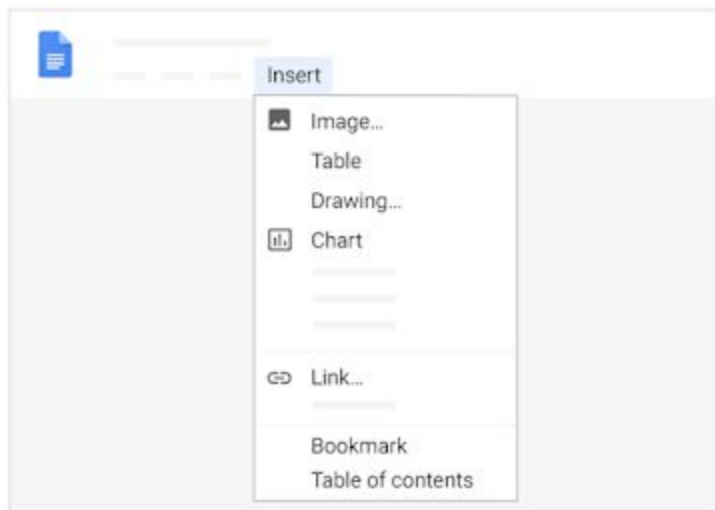 Insert
Image...
Table
Drawing...
Chart
Link...
Bookmark
Table of contents